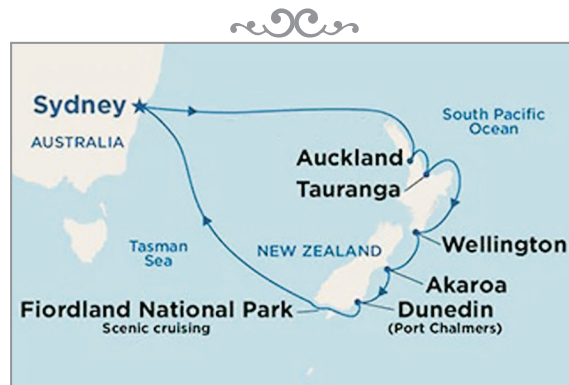 Sydney
AUSTRALIA
South Pacific
Ocean
Auckland
Tauranga
Tasman
Sea
NEW ZEALAND
Wellington
Akaroa
Fiordland National Park
Scenic cruising
Dunedin
(Port Chalmers)